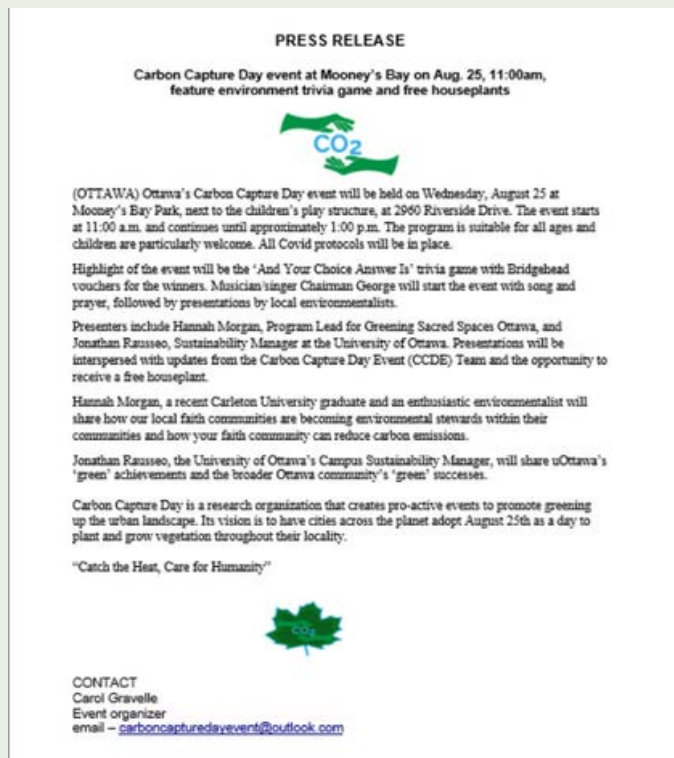 PRESS RELEASE
Carbon Capture Day event at Mooney's Bay on Aug. 25, 11:00am,
feature environment trivia game and free houseplants
CO2
(OTTAWA) Ottawa's Carbon Capture Day event will be held on Wednesday, August 25 at
Mooney's Bay Park, next to the children's play structure, at 2960 Riverside Drive. The event starts
at 11:00 a.m. and continues until approximately 1:00 p.m. The program is suitable for all ages and
children are particularly welcome. All Covid protocols will be in place.
Highlight of the event will be the 'And Your Choice Answer Is' trivia game with Bridgehead
vouchers for the winners. Musician/singer Chairman George will start the event with song and
prayer, followed by presentations by local environmentalists.
Presenters include Hannah Morgan, Program Lead for Greening Sacred Spaces Ottawa, and
Jonathan Rausseo, Sustainability Manager at the University of Ottawa. Presentations will be
interspersed with updates from the Carbon Capture Day Event (CCDE) Team and the opportunity to
receive a free houseplant.
Hannah Morgan, a recent Carleton University graduate and an enthusiastic environmentalist will
share how our local faith communities are becoming environmental stewards within their
communities and how your faith community can reduce carbon emissions.
Jonathan Rausseo, the University of Ottawa's Campus Sustainability Manager, will share uOttawa's
'green' achievements and the broader Ottawa community's 'green' successes.
Carbon Capture Day is a research organization that creates pro-active events to promote greening
up the urban landscape. Its vision is to have cities across the planet adopt August 25th as a day to
plant and grow vegetation throughout their locality.
"Catch the Heat, Care for Humanity"
CO2
CONTACT
Carol Gravelle
Event organizer
email – carboncapturedayevent@outlook.com